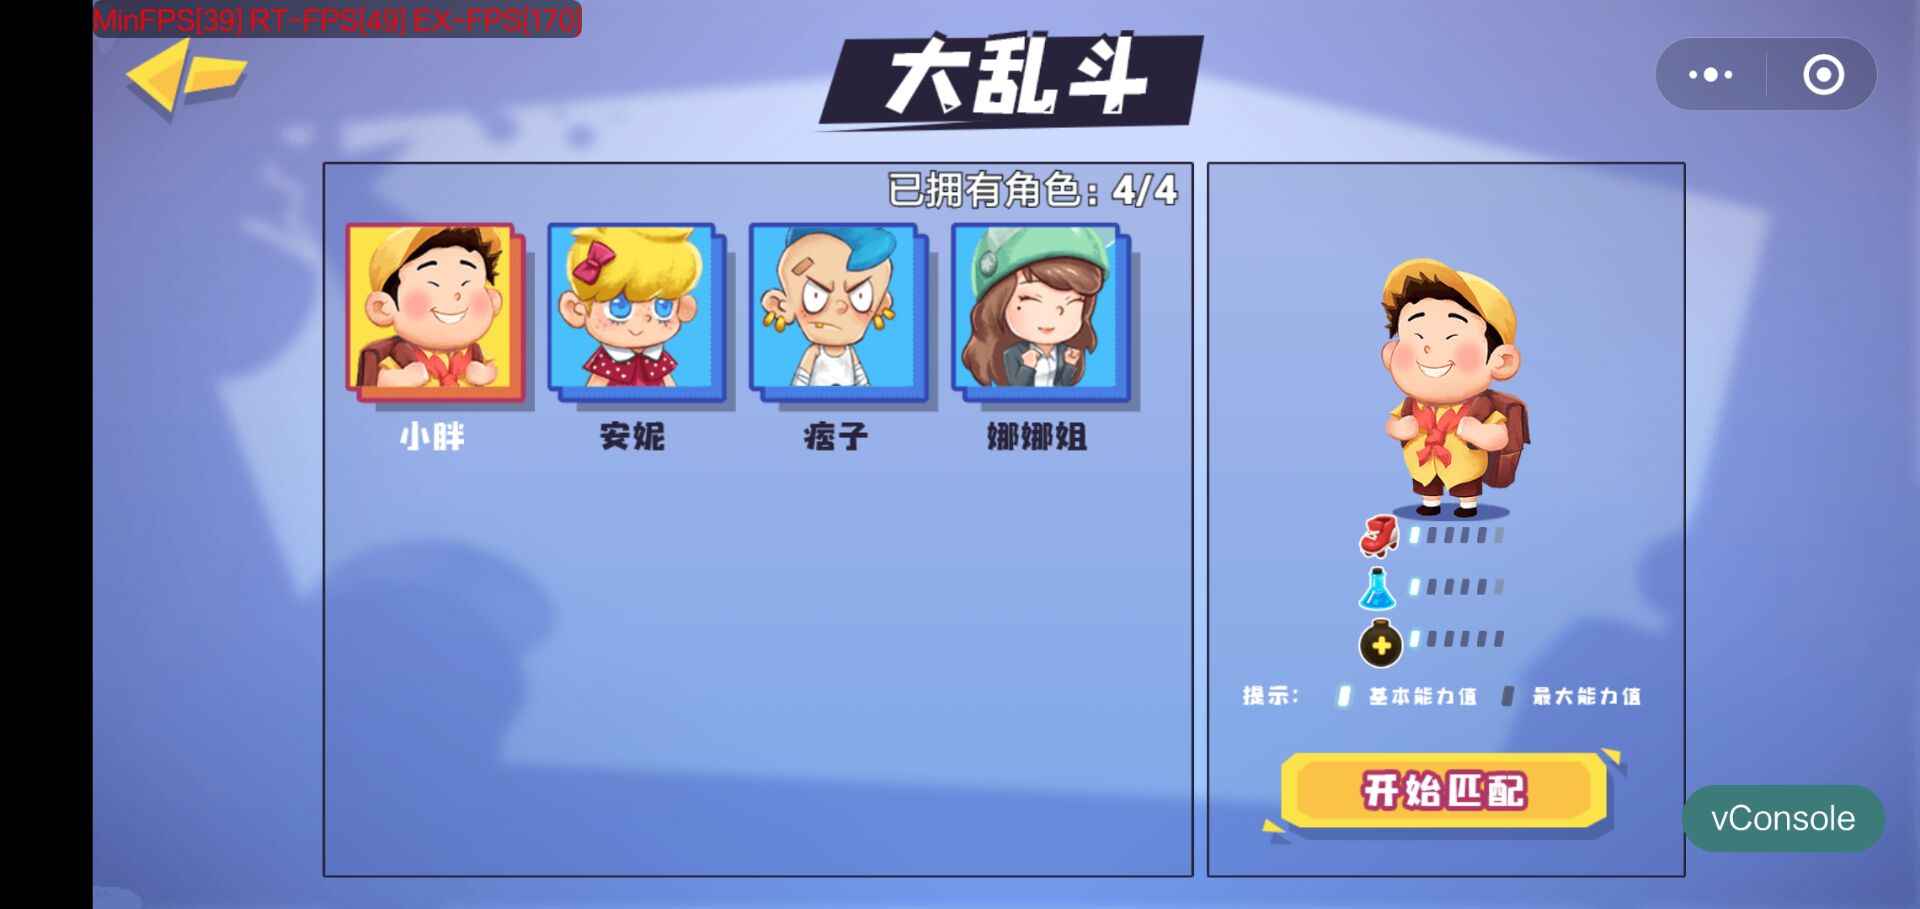 MinFPS[39] RT-FPS[49] EX-FPS[170]
大乱斗
已拥有角色：4/4
小胖
安妮
痞子
娜娜姐
提示： 基本能力值 最大能力值
开始匹配
vConsole